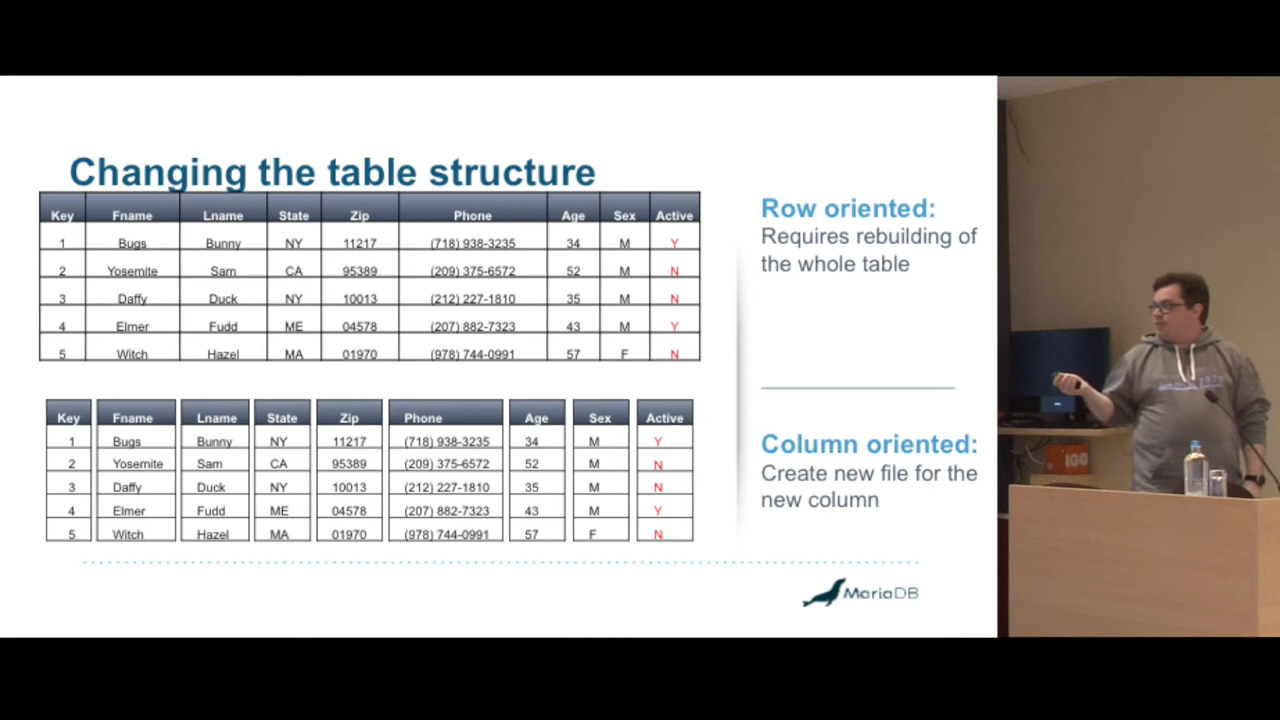 Changing the table structure
Key Fname Lname State Zip Phone Age Sex Active
1 Bugs Bunny NY 11217 (718) 938-3235 34 M Y
2 Yosemite Sam CA 95389 (209) 375-6572 52 M N
3 Daffy Duck NY 10013 (212) 227-1810 35 M N
4 Elmer Fudd ME 04578 (207) 882-7323 43 M Y
5 Witch Hazel MA 01970 (978) 744-0991 57 F N
Key Fname Lname State Zip Phone Age Sex Active
1 Bugs Bunny NY 11217 (718) 938-3235 34 M Y
2 Yosemite Sam CA 95389 (209) 375-6572 52 M N
3 Daffy Duck NY 10013 (212) 227-1810 35 M N
4 Elmer Fudd ME 04578 (207) 882-7323 43 M Y
5 Witch Hazel MA 01970 (978) 744-0991 57 F N
Row oriented:
Requires rebuilding of
the whole table
Column oriented:
Create new file for the
new column
MariaDB